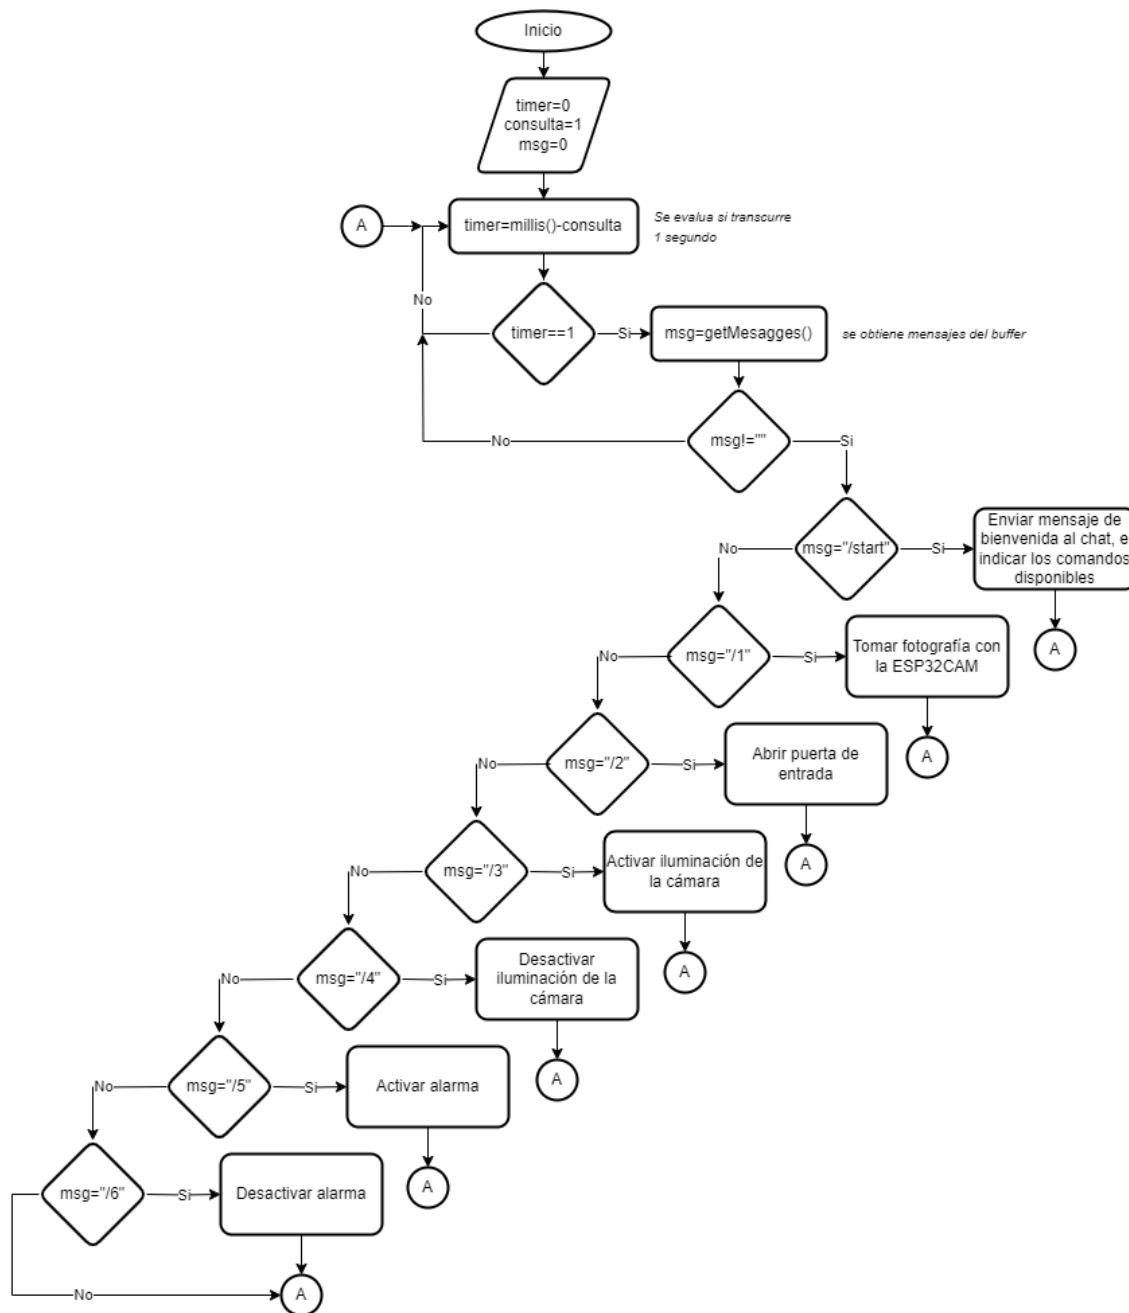 Inicio
timer=0
consulta=1
msg=0
A
timer=millis()-consulta
Se evalua si transcurre
1 segundo
No
timer==1
Si
msg=getMesagges()
se obtiene mensajes del buffer
No
msg!=""
Si
No
msg="/start"
Si
Enviar mensaje de
bienvenida al chat, e
indicar los comandos
disponibles
A
No
msg="/1"
Si
Tomar fotografía con
la ESP32CAM
A
No
msg="/2"
Si
Abrir puerta de
entrada
A
No
msg="/3"
Si
Activar iluminación de
la cámara
A
No
msg="/4"
Si
Desactivar
iluminación de la
cámara
A
No
msg="/5"
Si
Activar alarma
A
msg="/6"
Si
Desactivar alarma
No
A